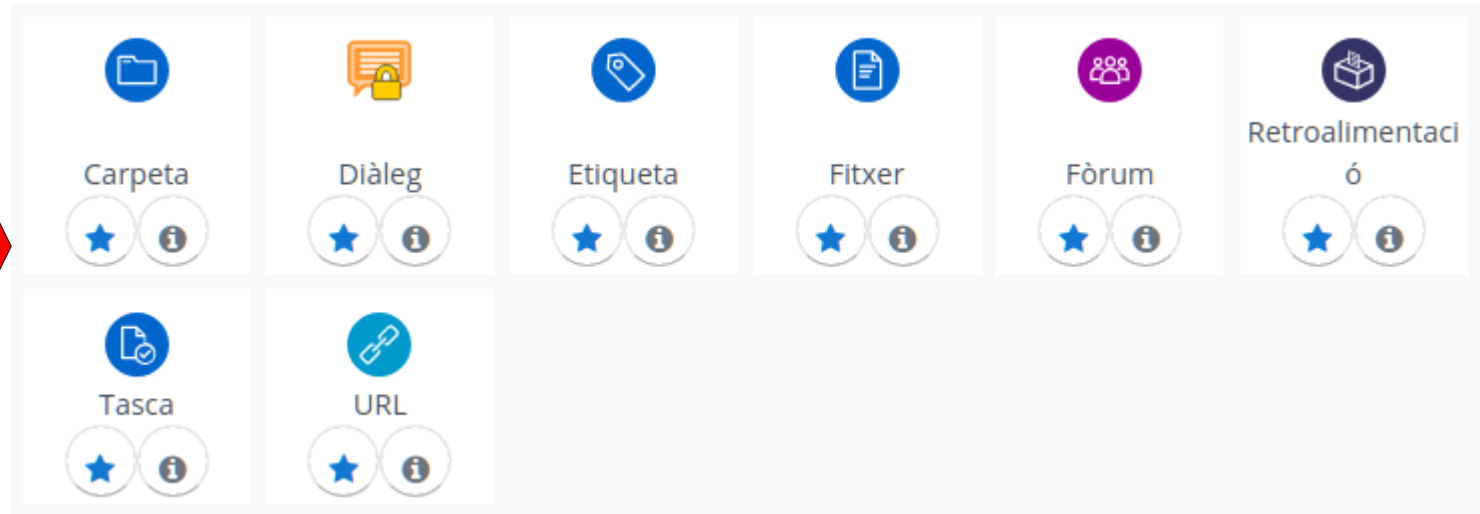 Carpeta
Diàleg
Etiqueta
Fitxer
Fòrum
Retroalimentaci
ó
Tasca
URL